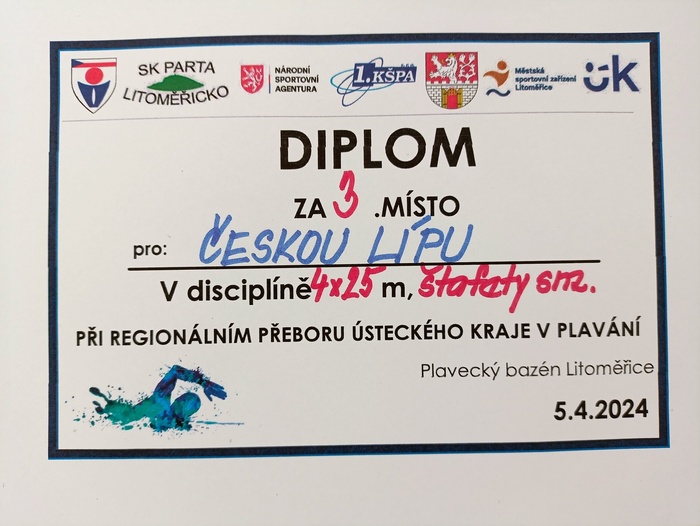 SK PARTA
LITOMĚŘICKO
NÁRODNÍ
SPORTOVNÍ
AGENTURA
1.KŠPA
Městská
sportovní zařízení
Litoměřice
úk
DIPLOM
ZA 3 .MÍSTO
pro: ČESKOU LÍPU
V disciplíně 4x25 m, štafety sm.
PŘI REGIONÁLNÍM PŘEBORU ÚSTECKÉHO KRAJE V PLAVÁNÍ
Plavecký bazén Litoměřice
5.4.2024